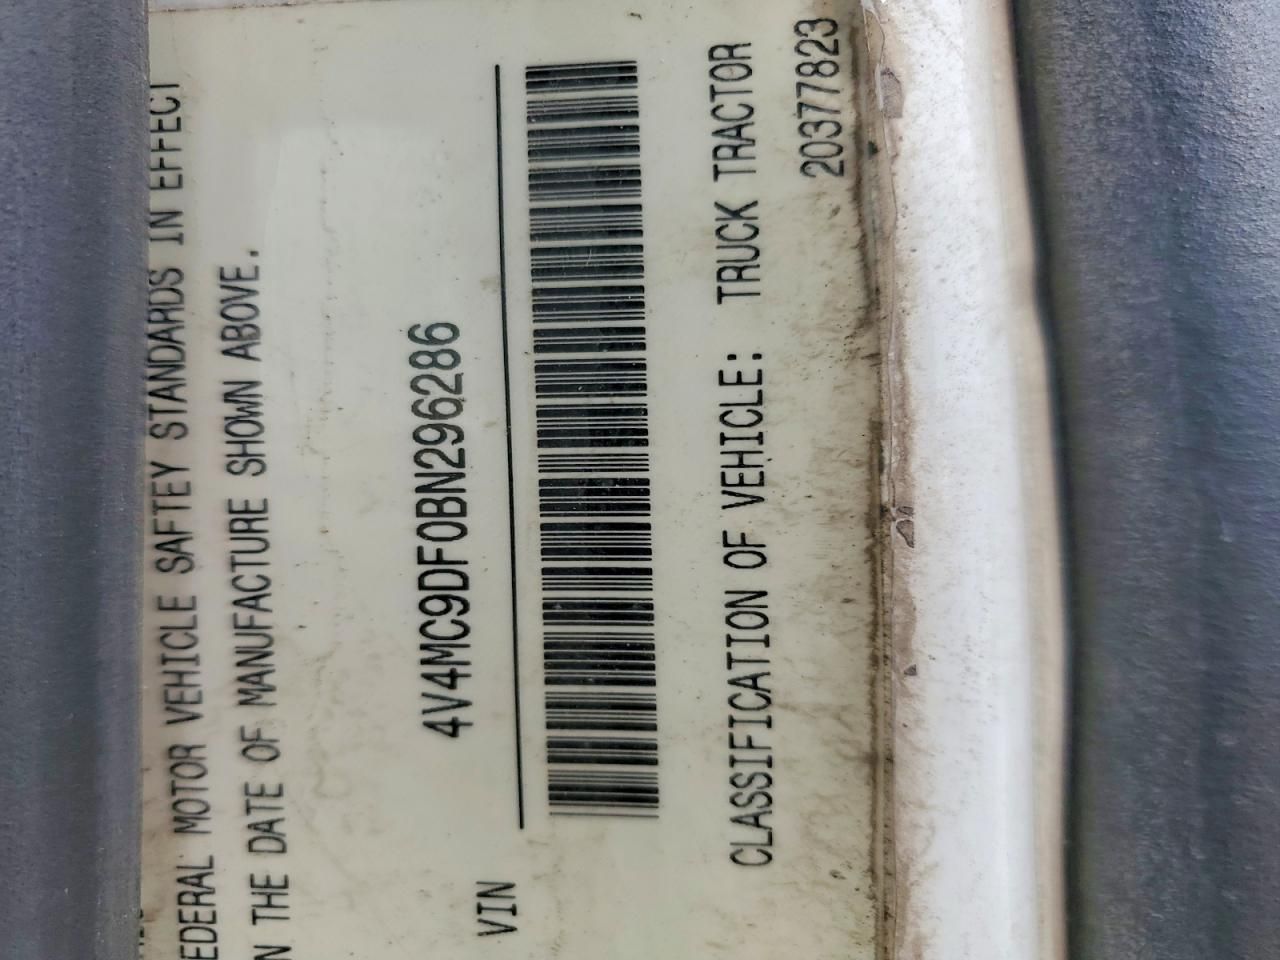 FEDERAL MOTOR VEHICLE SAFTEY STANDARDS IN EFFECT
THE DATE OF MANUFACTURE SHOWN ABOVE.
VIN 4V4MC9DF0BN296286
CLASSIFICATION OF VEHICLE: TRUCK TRACTOR
20377823